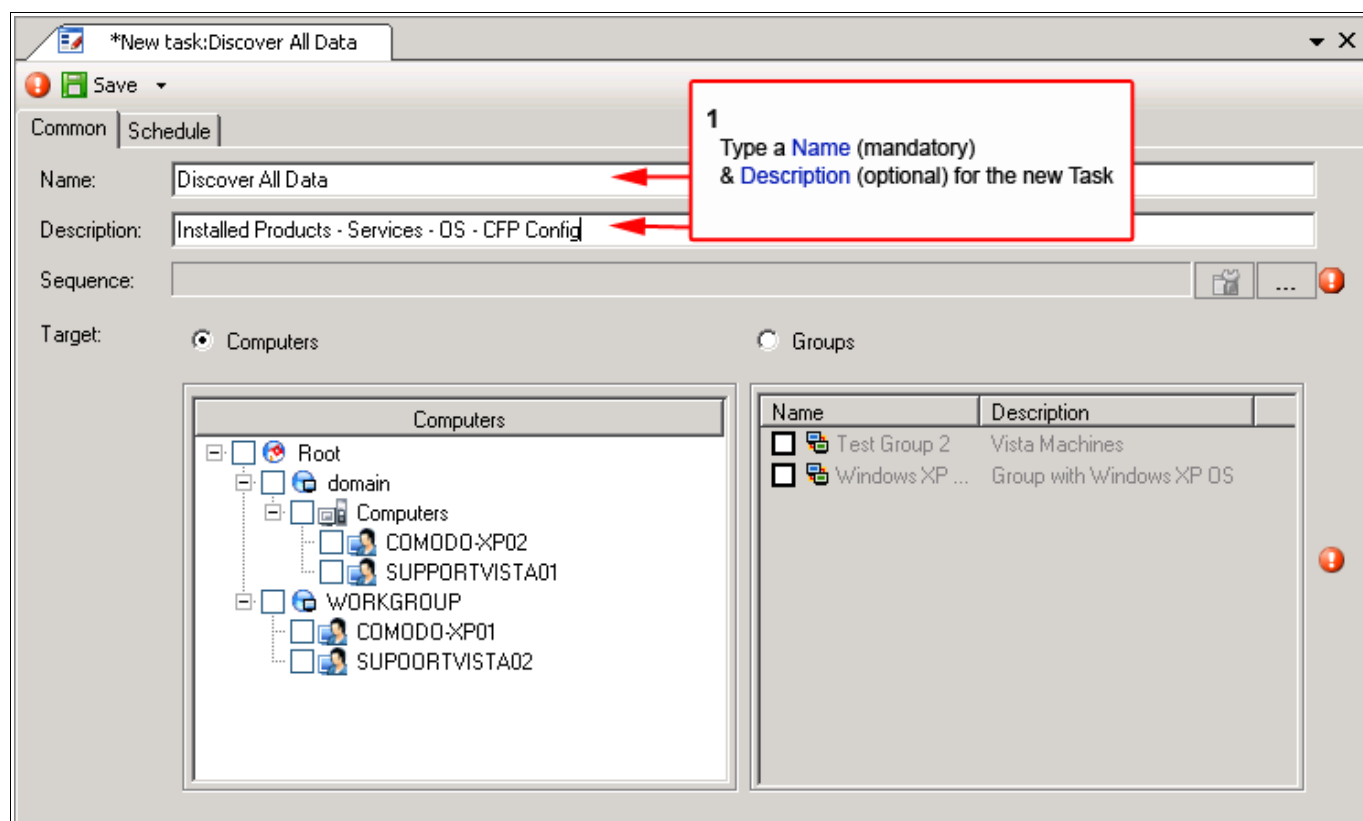 *New task:Discover All Data
Save
Common Schedule
1
Type a Name (mandatory)
& Description (optional) for the new Task
Name: Discover All Data
Description: Installed Products - Services - OS - CFP Config
Sequence: ...
Target: Computers Groups
Computers
Root
domain
Computers
COMODO-XP02
SUPPORTVISTA01
WORKGROUP
COMODO-XP01
SUPOORTVISTA02
Name Description
Test Group 2 Vista Machines
Windows XP ... Group with Windows XP OS